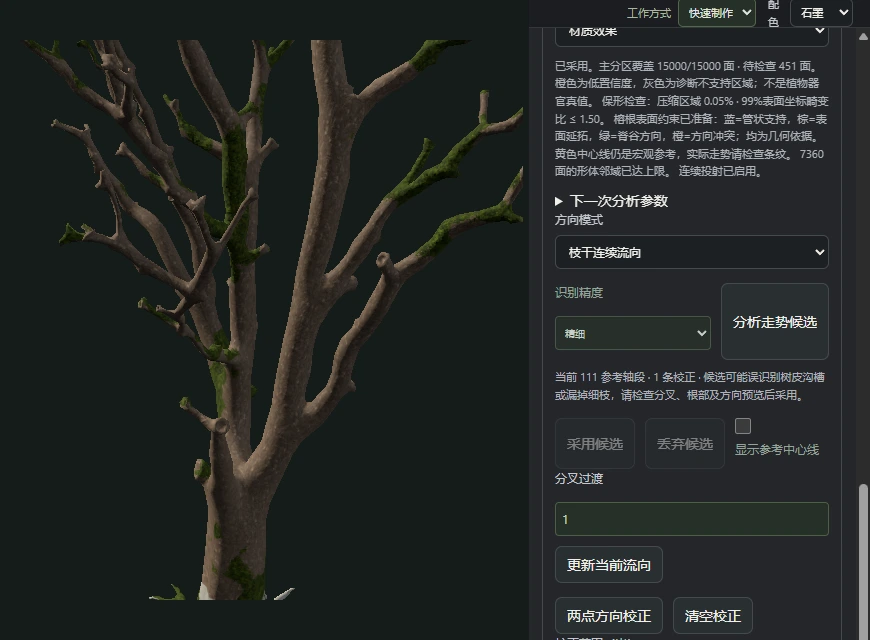 工作方式
快速制作
配色
石墨
材质效果
已采用。主分区覆盖 15000/15000 面 · 待检查 451 面。
橙色为低置信度，灰色为诊断不支持区域；不是植物器
官真值。 保形检查：压缩区域 0.05% · 99%表面坐标畸变
比 ≤ 1.50。 榕根表面约束已准备：蓝=管状支持，棕=表
面延拓，绿=脊谷方向，橙=方向冲突；均为几何依据。
黄色中心线仍是宏观参考，实际走势请检查条纹。 7360
面的形体邻域已达上限。 连续投射已启用。
▶ 下一次分析参数
方向模式
枝干连续流向
识别精度
精细
分析走势候选
当前 111 参考轴段 · 1 条校正 · 候选可能误识别树皮沟槽
或漏掉细枝，请检查分叉、根部及方向预览后采用。
采用候选
丢弃候选
显示参考中心线
分叉过渡
1
更新当前流向
两点方向校正
清空校正